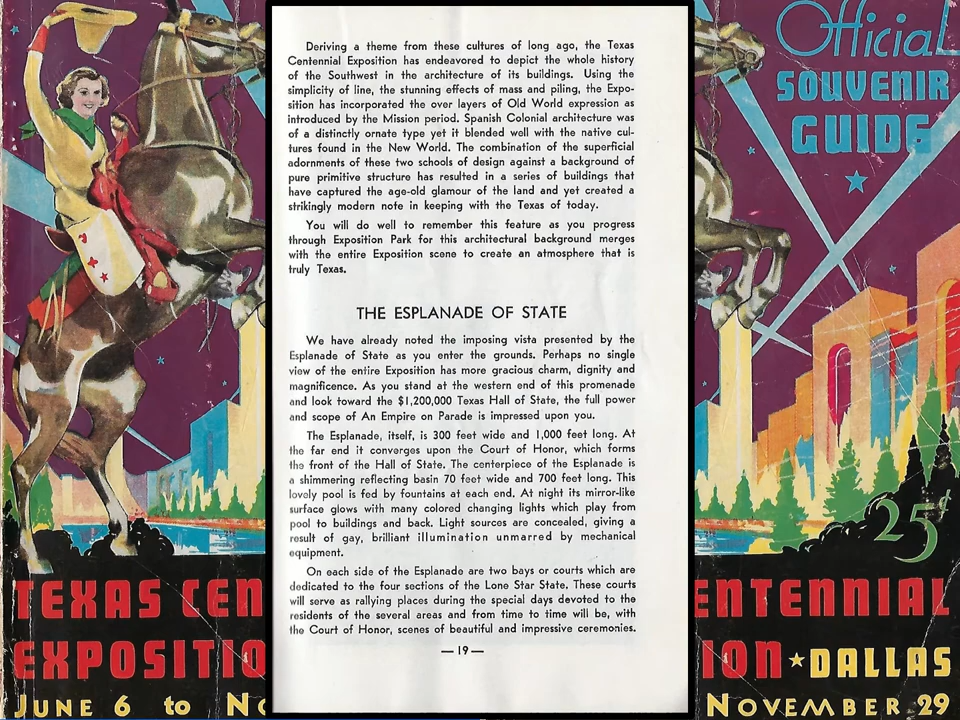 Official
SOUVENIR
GUIDE
Deriving a theme from these cultures of long ago, the Texas
Centennial Exposition has endeavored to depict the whole history
of the Southwest in the architecture of its buildings. Using the
simplicity of line, the stunning effects of mass and piling, the Expo-
sition has incorporated the over layers of Old World expression as
introduced by the Mission period. Spanish Colonial architecture was
of a distinctly ornate type yet it blended well with the native cul-
tures found in the New World. The combination of the superficial
adornments of these two schools of design against a background of
pure primitive structure has resulted in a series of buildings that
have captured the age-old glamour of the land and yet created a
strikingly modern note in keeping with the Texas of today.
You will do well to remember this feature as you progress
through Exposition Park for this architectural background merges
with the entire Exposition scene to create an atmosphere that is
truly Texas.
THE ESPLANADE OF STATE
We have already noted the imposing vista presented by the
Esplanade of State as you enter the grounds. Perhaps no single
view of the entire Exposition has more gracious charm, dignity and
magnificence. As you stand at the western end of this promenade
and look toward the $1,200,000 Texas Hall of State, the full power
and scope of An Empire on Parade is impressed upon you.
The Esplanade, itself, is 300 feet wide and 1,000 feet long. At
the far end it converges upon the Court of Honor, which forms
the front of the Hall of State. The centerpiece of the Esplanade is
a shimmering reflecting basin 70 feet wide and 700 feet long. This
lovely pool is fed by fountains at each end. At night its mirror-like
surface glows with many colored changing lights which play from
pool to buildings and back. Light sources are concealed, giving a
result of gay, brilliant illumination unmarred by mechanical
equipment.
On each side of the Esplanade are two bays or courts which are
dedicated to the four sections of the Lone Star State. These courts
will serve as rallying places during the special days devoted to the
residents of the several areas and from time to time will be, with
the Court of Honor, scenes of beautiful and impressive ceremonies.
—19—
25¢
TEXAS CEN
ENTENNIAL
EXPOSITIO
ION ★DALLAS
JUNE 6 to No
NOVEMBER 29